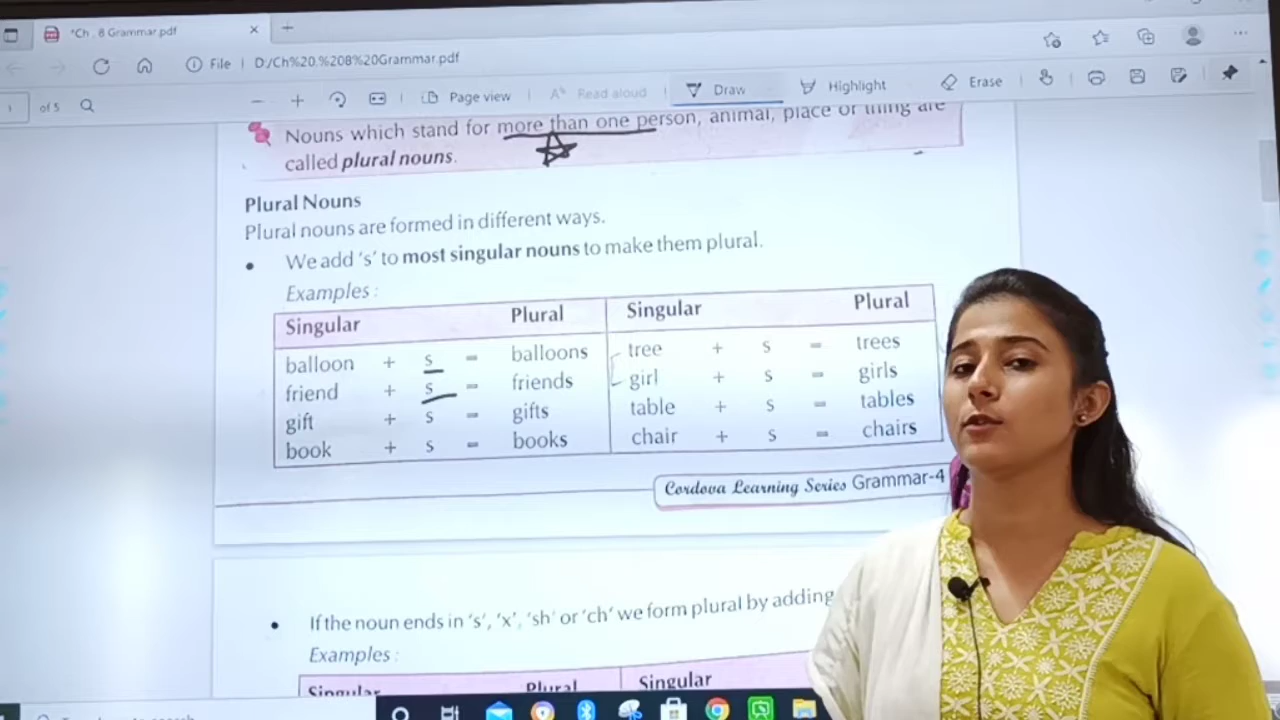 *Ch . 8 Grammar.pdf
File | D:/Ch%20.%208%20Grammar.pdf
of 5
Page view
Read aloud
Draw
Highlight
Erase
Nouns which stand for more than one person, animal, place or thing are
called plural nouns.
Plural Nouns
Plural nouns are formed in different ways.
• We add 's' to most singular nouns to make them plural.
Examples :
Singular Plural Singular Plural
balloon + s = balloons tree + s = trees
friend + s = friends girl + s = girls
gift + s = gifts table + s = tables
book + s = books chair + s = chairs
Cordova Learning Series Grammar-4
• If the noun ends in 's', 'x', 'sh' or 'ch' we form plural by adding
Examples :
Singular Plural Singular